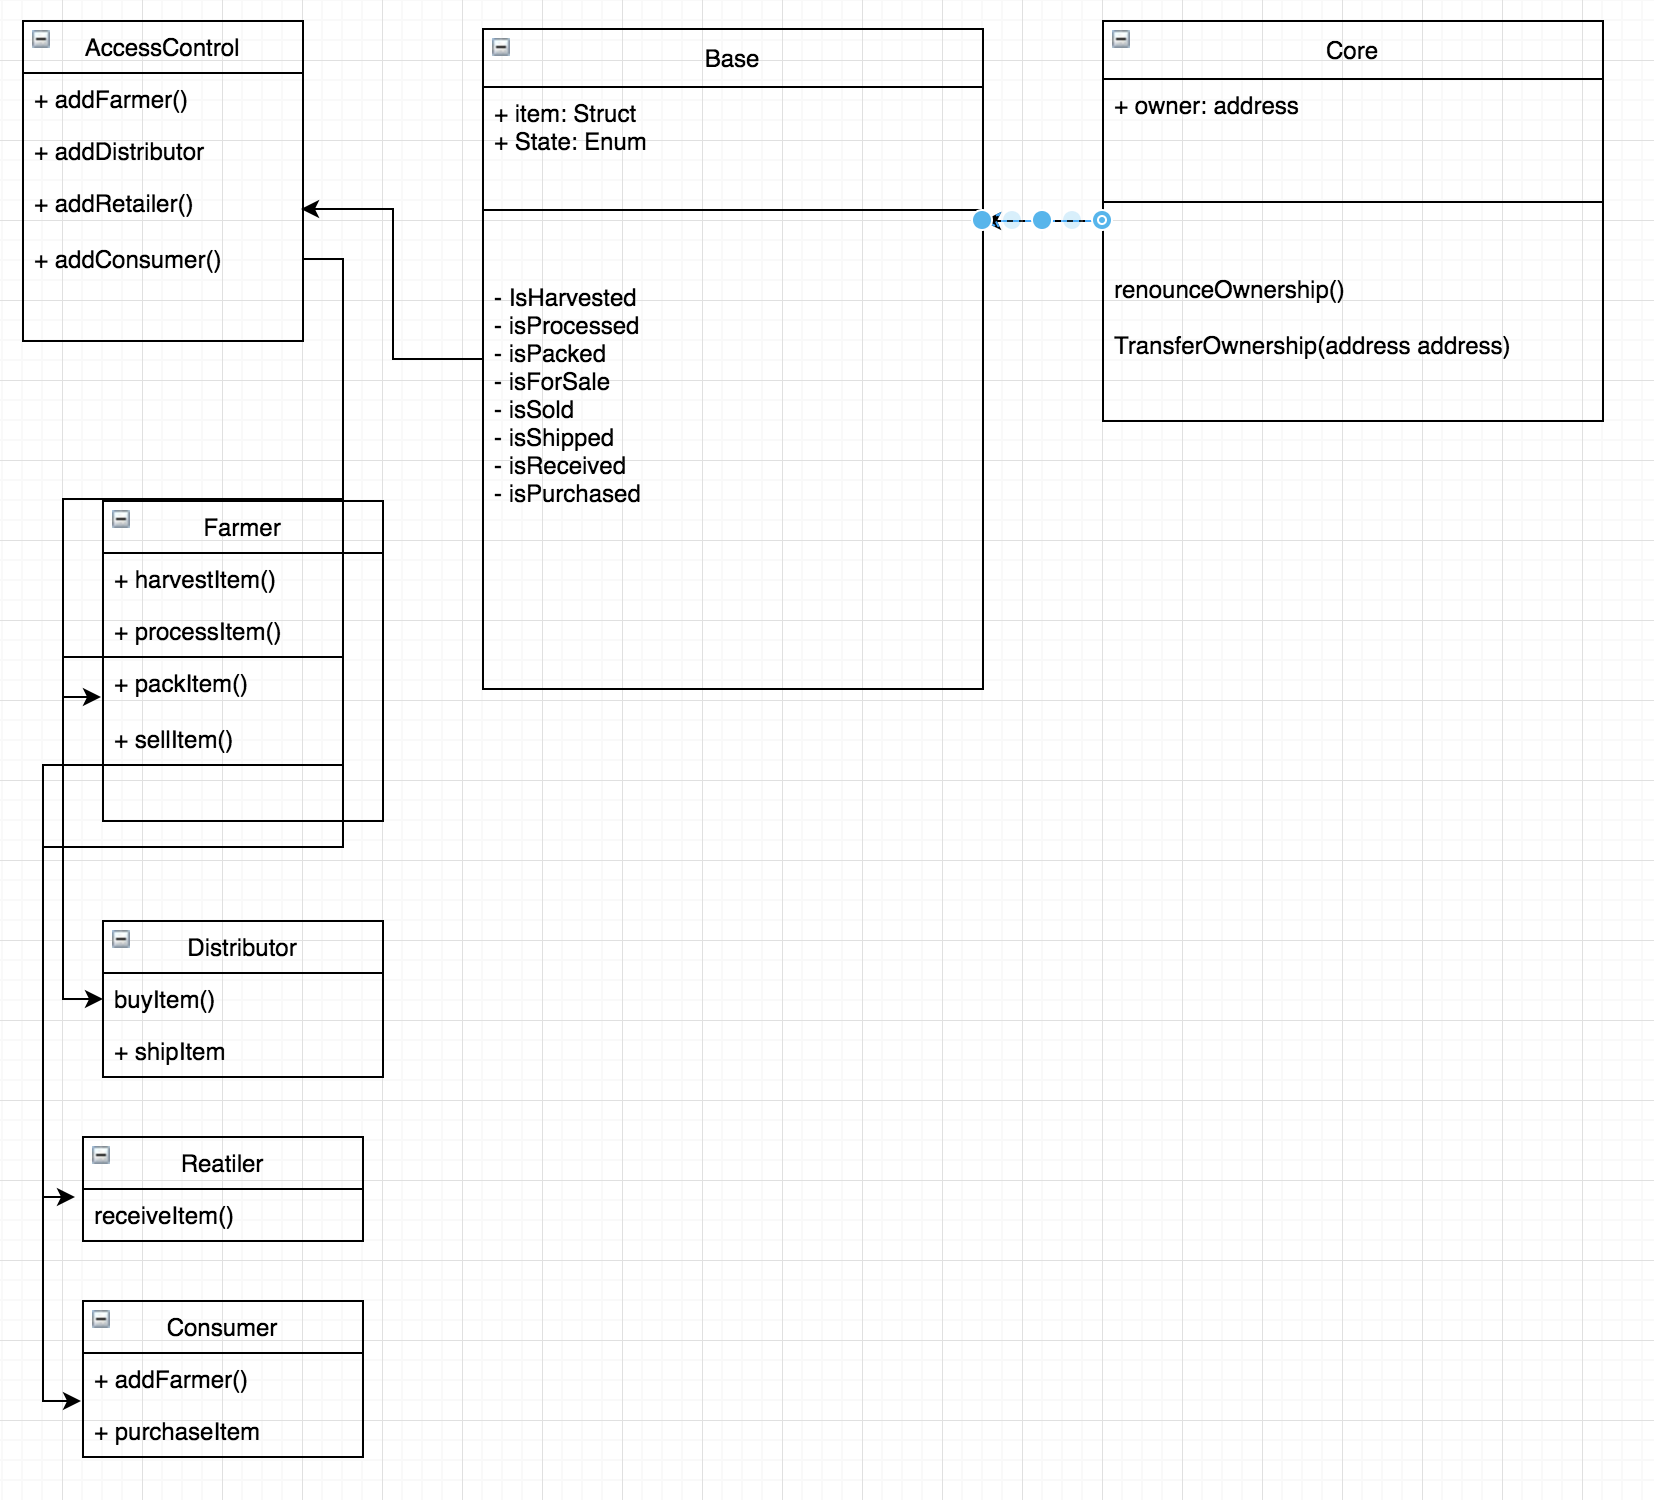 AccessControl
+ addFarmer()
+ addDistributor
+ addRetailer()
+ addConsumer()
Base
+ item: Struct
+ State: Enum
- IsHarvested
- isProcessed
- isPacked
- isForSale
- isSold
- isShipped
- isReceived
- isPurchased
Core
+ owner: address
renounceOwnership()
TransferOwnership(address address)
Farmer
+ harvestItem()
+ processItem()
+ packItem()
+ sellItem()
Distributor
buyItem()
+ shipItem
Reatiler
receiveItem()
Consumer
+ addFarmer()
+ purchaseItem